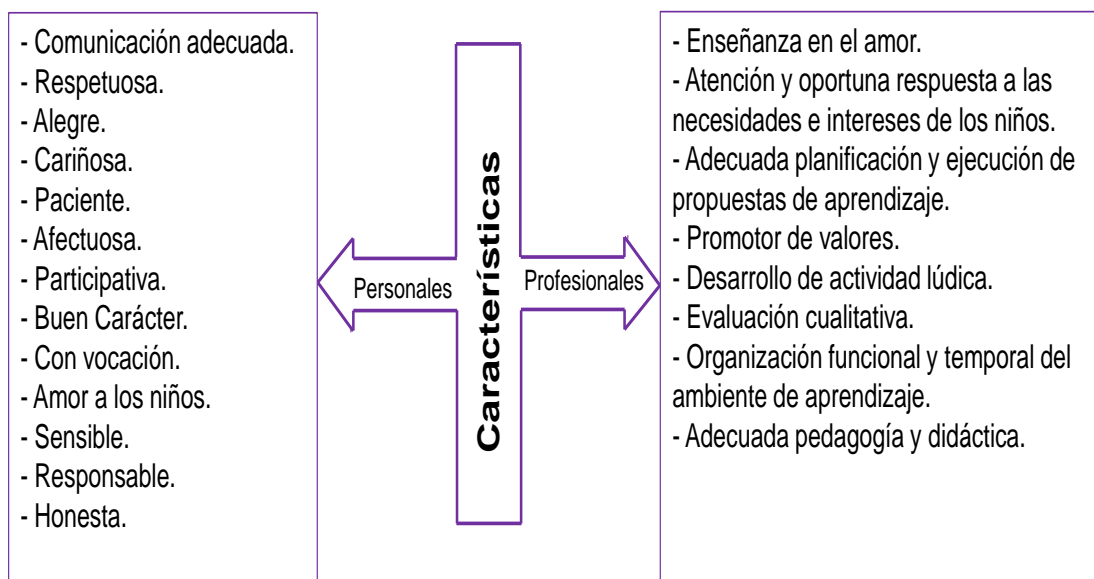 - Comunicación adecuada.
- Respetuosa.
- Alegre.
- Cariñosa.
- Paciente.
- Afectuosa.
- Participativa.
- Buen Carácter.
- Con vocación.
- Amor a los niños.
- Sensible.
- Responsable.
- Honesta.
Personales
Características
Profesionales
- Enseñanza en el amor.
- Atención y oportuna respuesta a las
necesidades e intereses de los niños.
- Adecuada planificación y ejecución de
propuestas de aprendizaje.
- Promotor de valores.
- Desarrollo de actividad lúdica.
- Evaluación cualitativa.
- Organización funcional y temporal del
ambiente de aprendizaje.
- Adecuada pedagogía y didáctica.